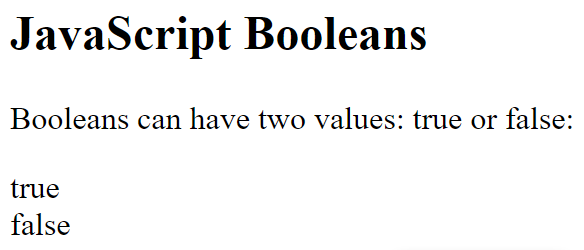 JavaScript Booleans
Booleans can have two values: true or false:
true
false